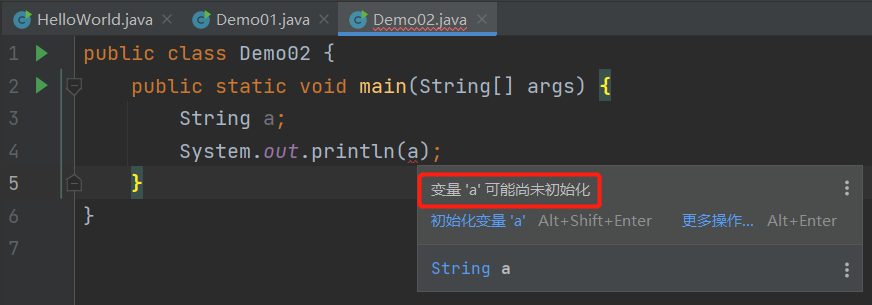 HelloWorld.java × Demo01.java × Demo02.java ×
1 public class Demo02 {
2 public static void main(String[] args) {
3 String a;
4 System.out.println(a);
5 }
6 }
7
变量 'a' 可能尚未初始化
初始化变量 'a' Alt+Shift+Enter 更多操作... Alt+Enter
String a